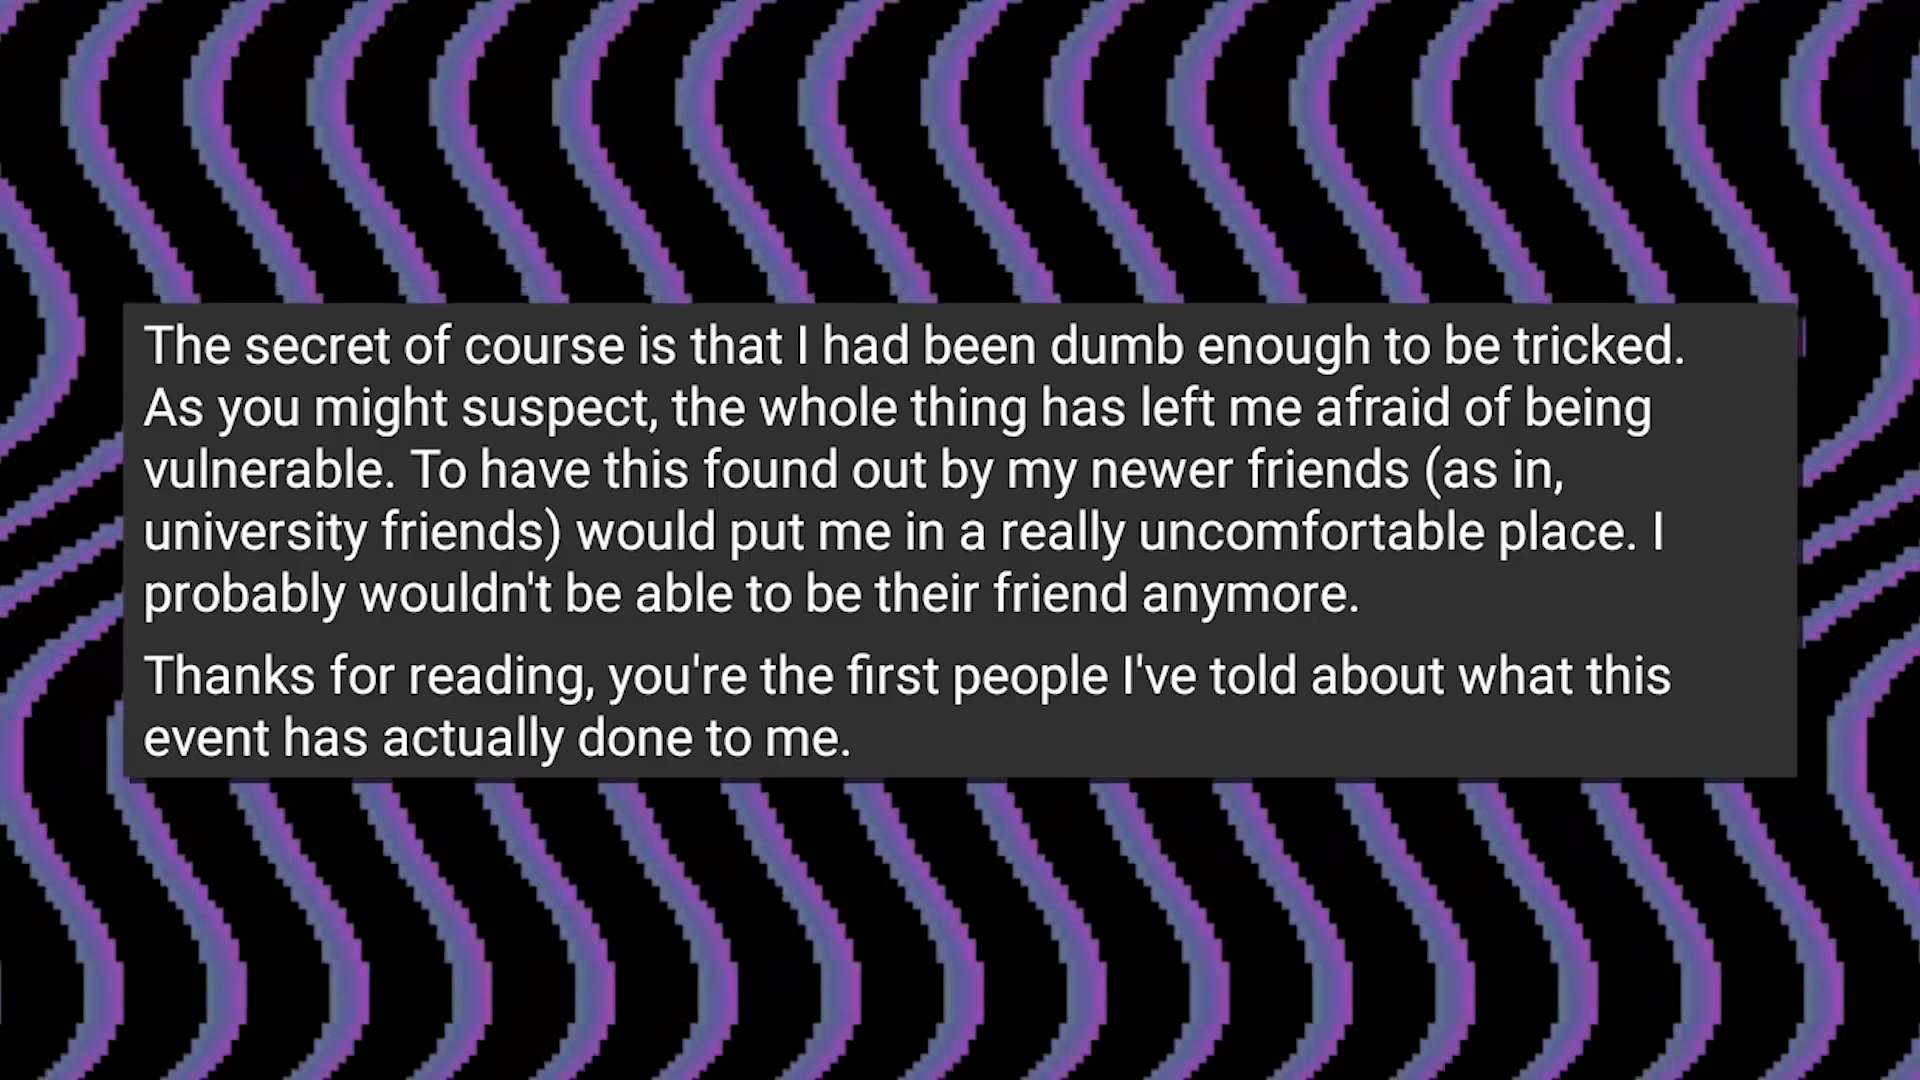 The secret of course is that I had been dumb enough to be tricked.
As you might suspect, the whole thing has left me afraid of being
vulnerable. To have this found out by my newer friends (as in,
university friends) would put me in a really uncomfortable place. I
probably wouldn't be able to be their friend anymore.
Thanks for reading, you're the first people I've told about what this
event has actually done to me.